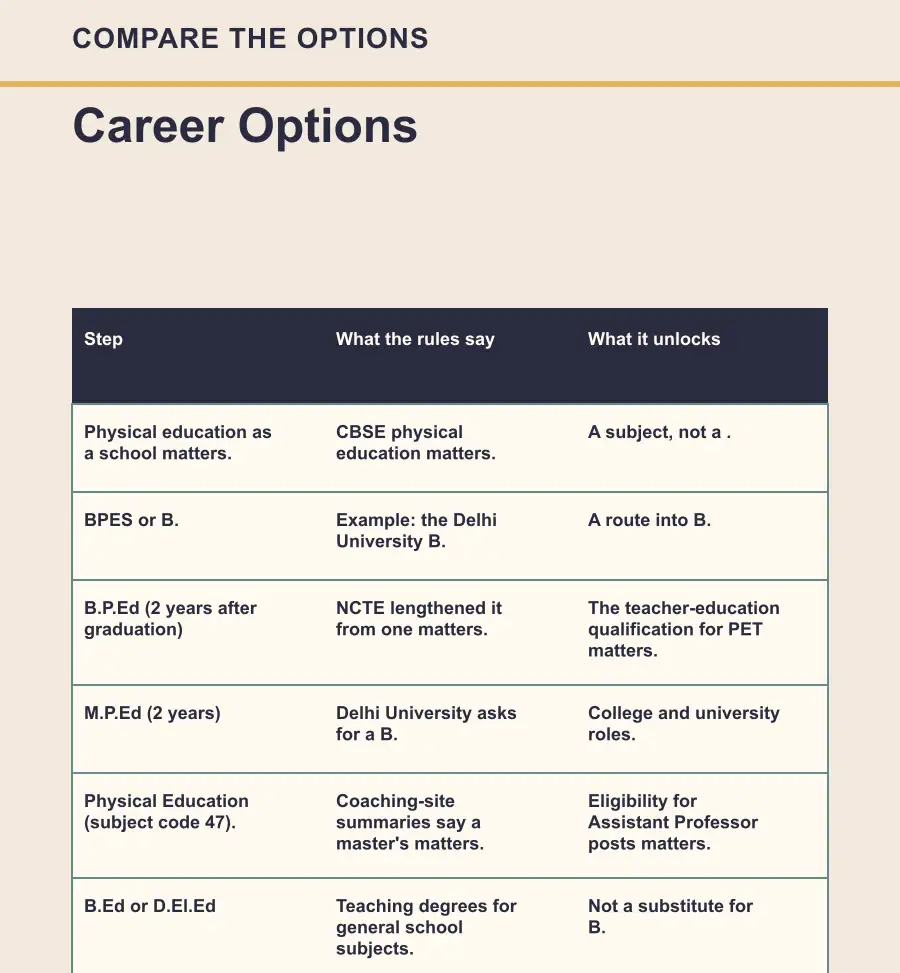 COMPARE THE OPTIONS
Career Options
Step
What the rules say
What it unlocks
Physical education as
a school matters.
CBSE physical
education matters.
A subject, not a .
BPES or B.
Example: the Delhi
University B.
A route into B.
B.P.Ed (2 years after
graduation)
NCTE lengthened it
from one matters.
The teacher-education
qualification for PET
matters.
M.P.Ed (2 years)
Delhi University asks
for a B.
College and university
roles.
Physical Education
(subject code 47).
Coaching-site
summaries say a
master's matters.
Eligibility for
Assistant Professor
posts matters.
B.Ed or D.El.Ed
Teaching degrees for
general school
subjects.
Not a substitute for
B.